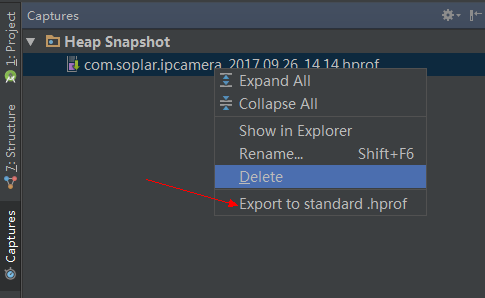 Captures
1: Project
Heap Snapshot
com.soplar.ipcamera_2017.09.26_14.14.hprof
Expand All
Collapse All
7: Structure
Show in Explorer
Rename... Shift+F6
Delete
Export to standard .hprof
Captures